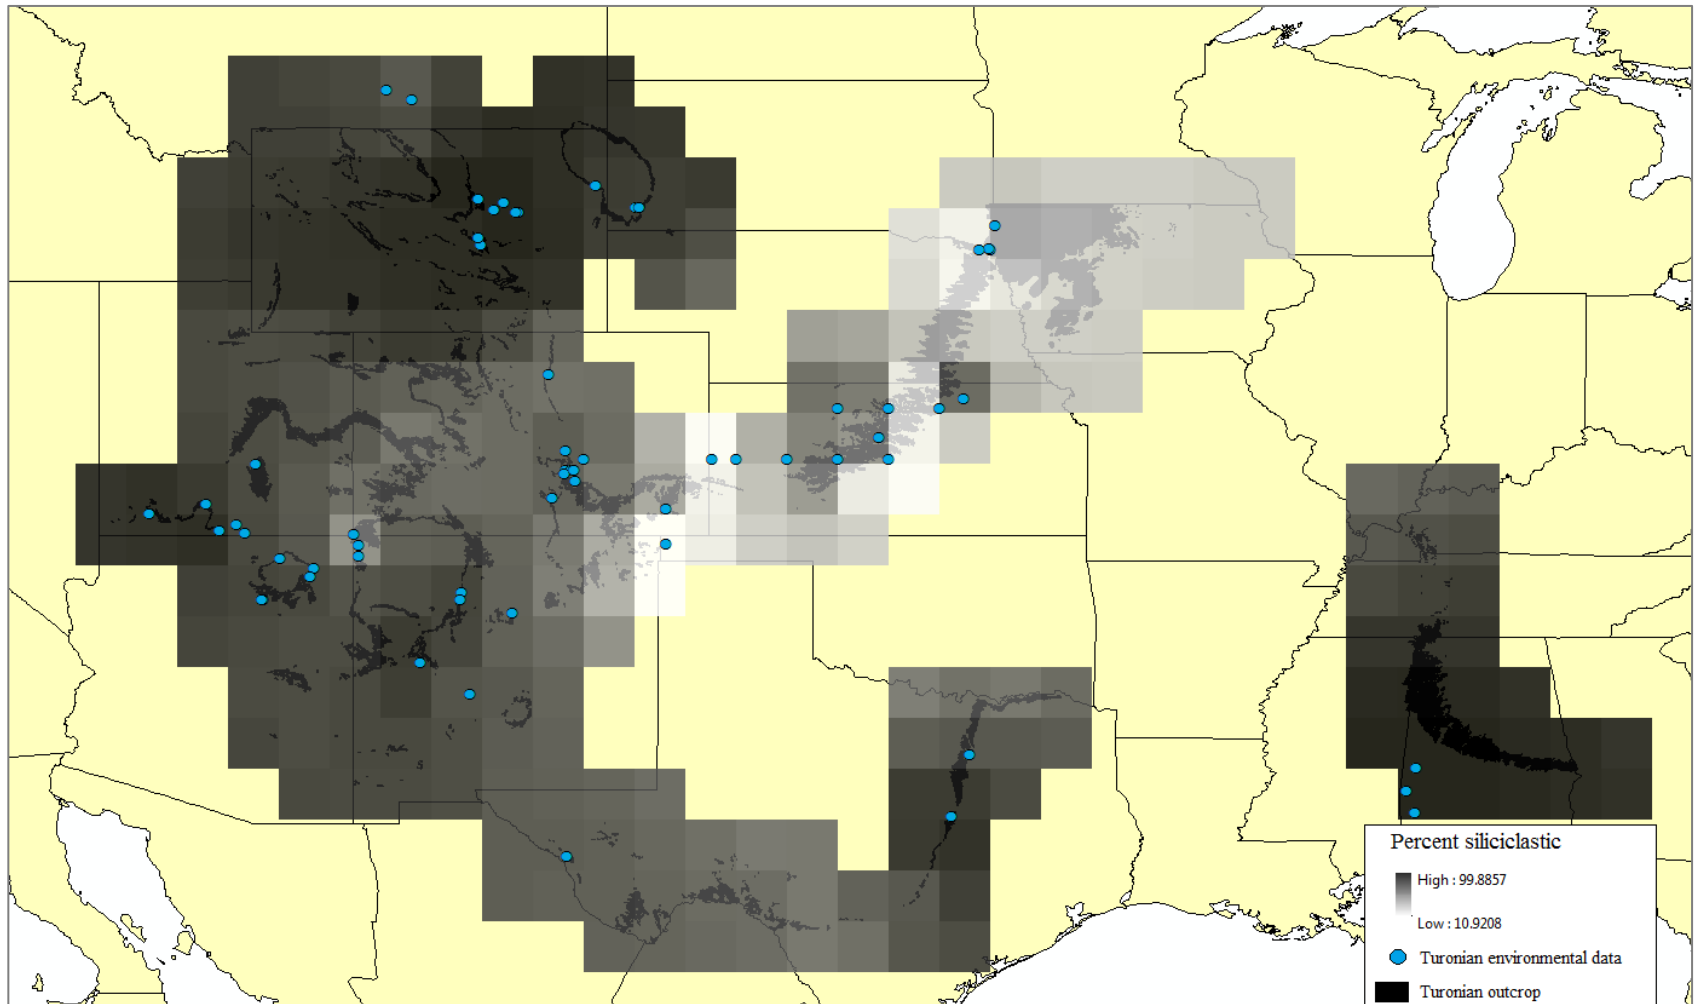 Percent siliciclastic
High : 99.8857
Low : 10.9208
Turonian environmental data
Turonian outcrop